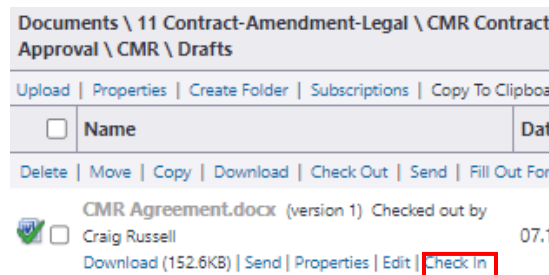 Documents \ 11 Contract-Amendment-Legal \ CMR Contract
Approval \ CMR \ Drafts
Upload | Properties | Create Folder | Subscriptions | Copy To Clipboa
Name Dat
Delete | Move | Copy | Download | Check Out | Send | Fill Out For
CMR Agreement.docx (version 1) Checked out by
Craig Russell 07.1
Download (152.6KB) | Send | Properties | Edit | Check In